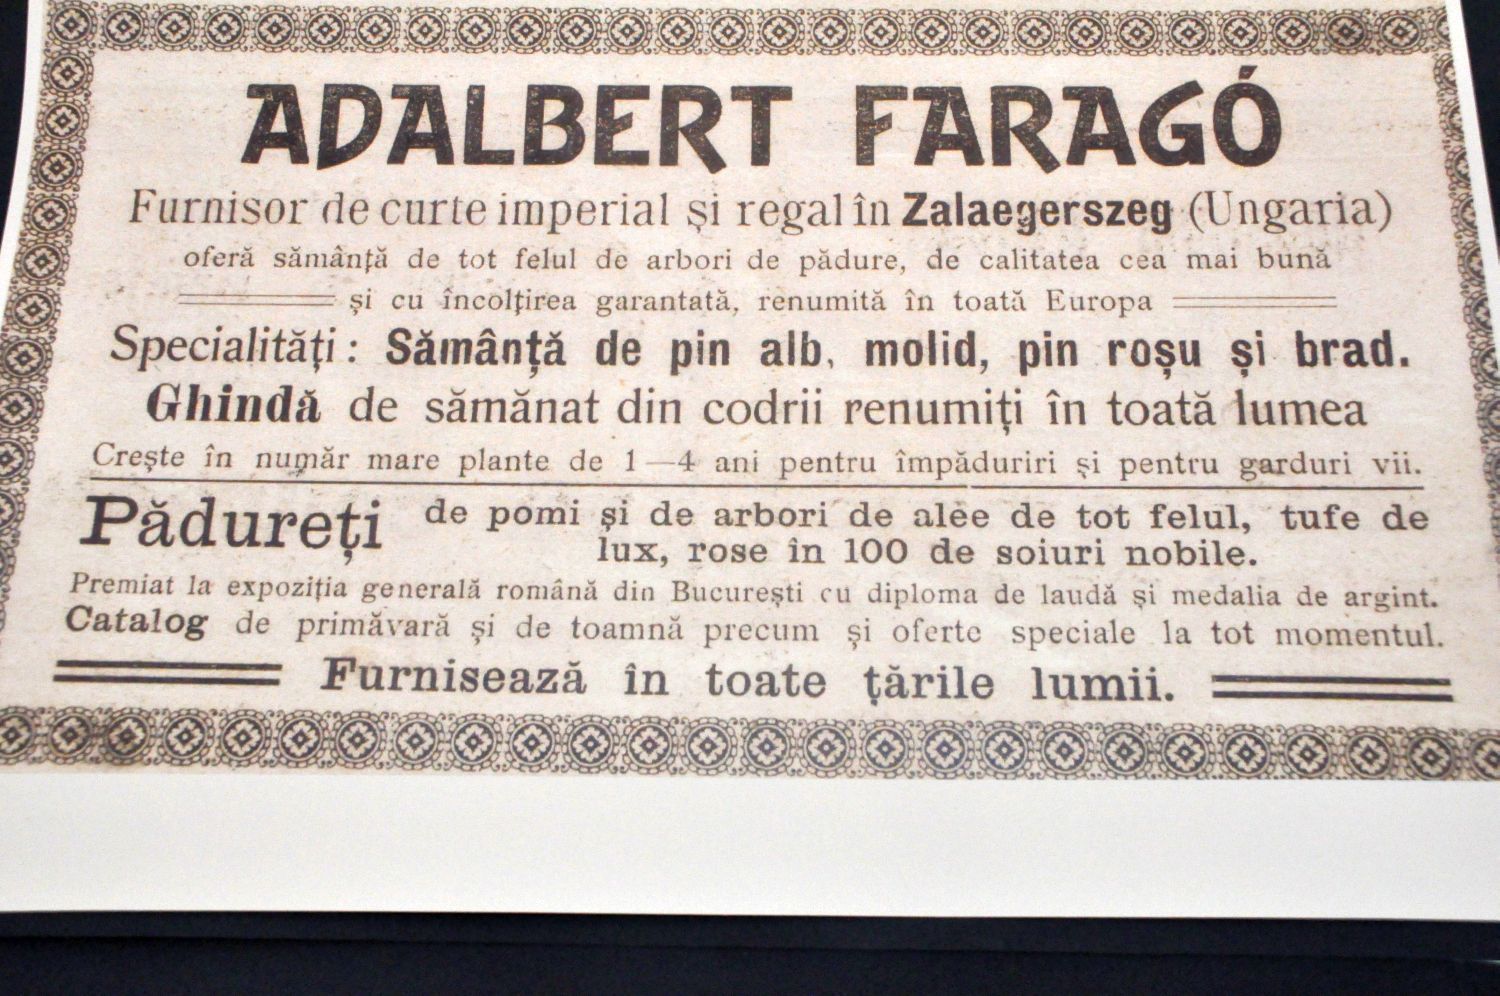 ADALBERT FARAGÓ
Furnisor de curte imperial și regal în Zalaegerszeg (Ungaria)
oferă sămânță de tot felul de arbori de pădure, de calitatea cea mai bună
și cu încolțirea garantată, renumită în toată Europa
Specialități: Sămânță de pin alb, molid, pin roșu și brad.
Ghindă de sămănat din codrii renumiți în toată lumea
Crește în număr mare plante de 1—4 ani pentru împăduriri și pentru garduri vii.
Pădureți de pomi și de arbori de alee de tot felul, tufe de
lux, rose în 100 de soiuri nobile.
Premiat la expoziția generală română din București cu diploma de laudă și medalia de argint.
Catalog de primăvară și de toamnă precum și oferte speciale la tot momentul.
Furnisează în toate țările lumii.